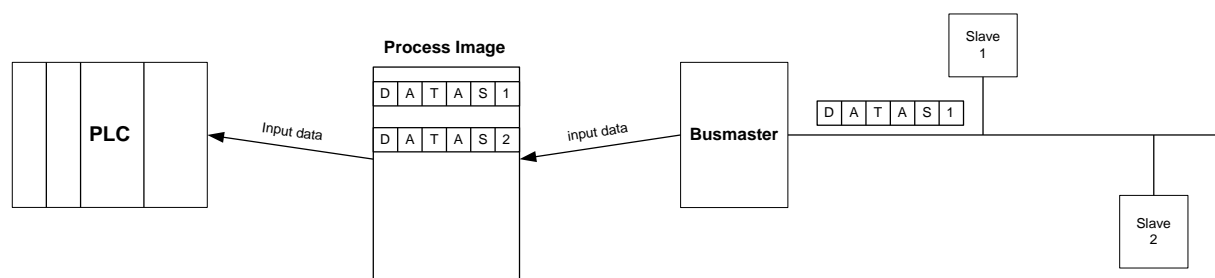 Process Image
PLC
Input data
D A T A S 1
D A T A S 2
input data
Busmaster
D A T A S 1
Slave
1
Slave
2